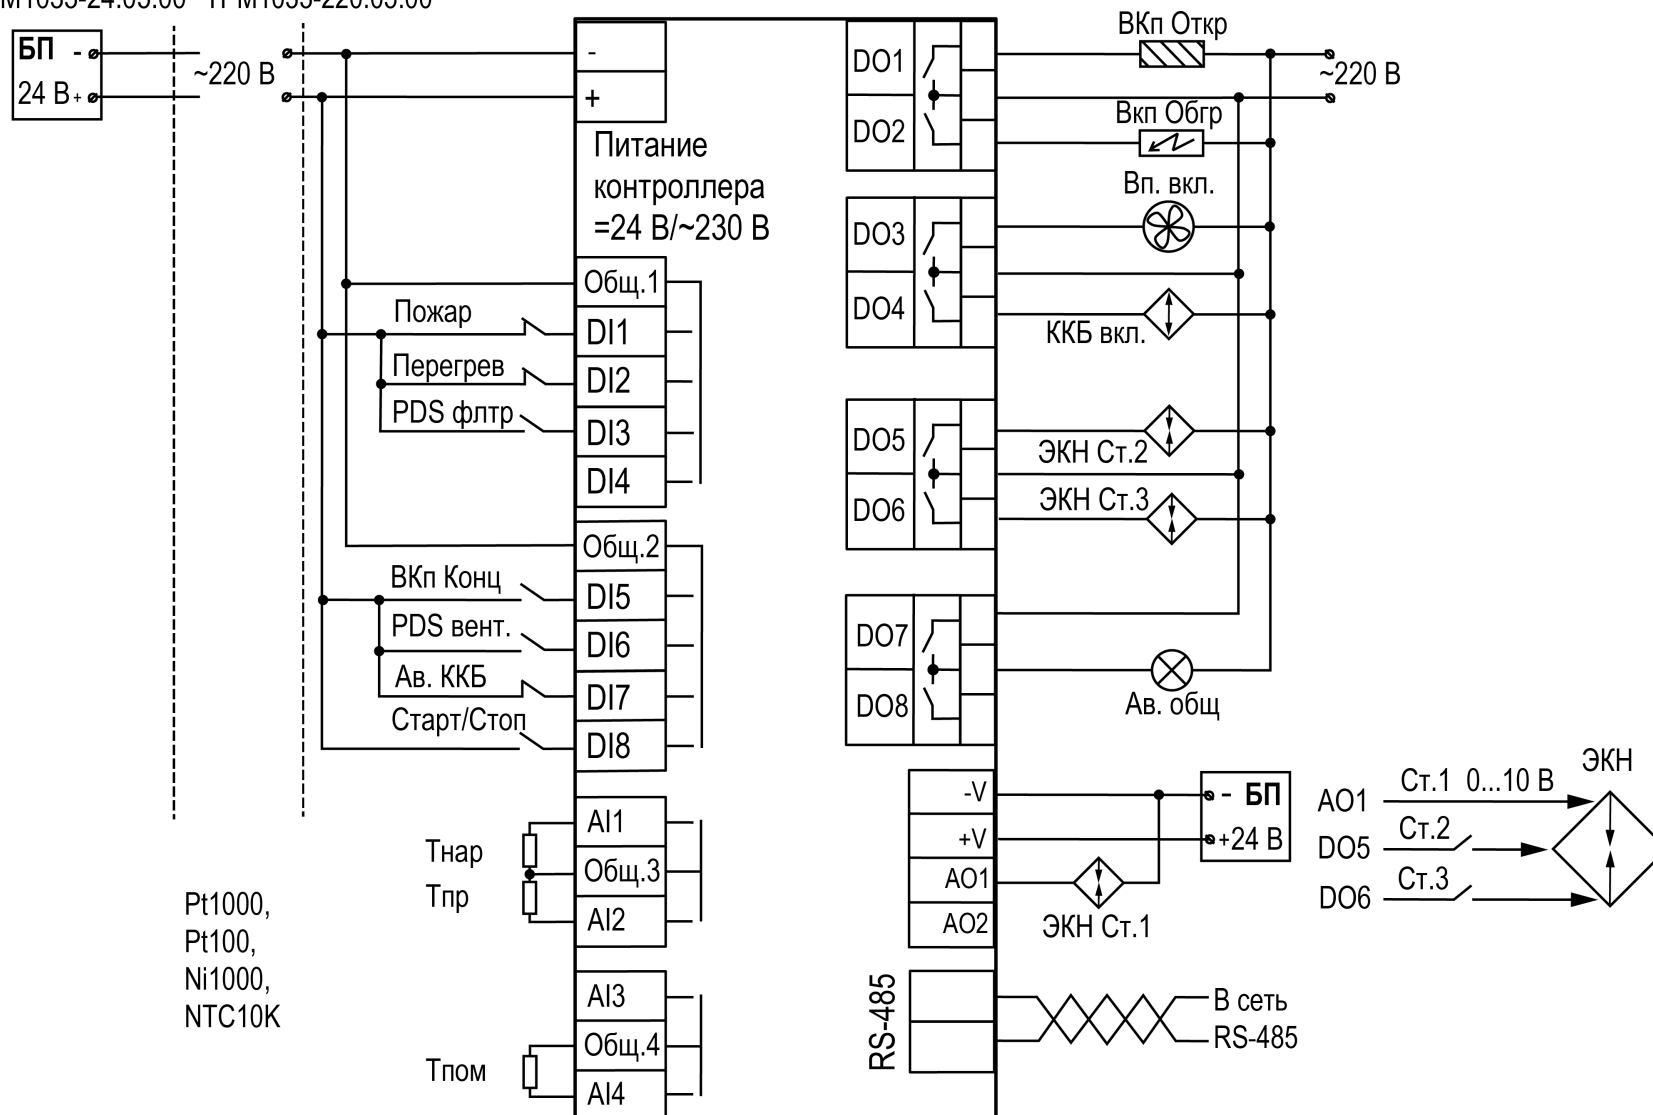 БП -
24 В +
~220 В
-
+
Питание
контроллера
=24 В/~230 В
Общ.1
Пожар
DI1
Перегрев
DI2
PDS флтр
DI3
DI4
Общ.2
ВКп Конц
DI5
PDS вент.
DI6
Ав. ККБ
DI7
Старт/Стоп
DI8
AI1
Тнар
Общ.3
Тпр
AI2
Pt1000,
Pt100,
Ni1000,
NTC10K
AI3
Общ.4
Тпом
AI4
DO1
ВКп Откр
~220 В
DO2
Вкп Обгр
Вп. вкл.
DO3
DO4
ККБ вкл.
DO5
ЭКН Ст.2
DO6
ЭКН Ст.3
DO7
DO8
Ав. общ
-V
- БП
+V
+24 В
AO1
AO2
ЭКН Ст.1
RS-485
В сеть
RS-485
ЭКН
AO1 Ст.1 0...10 В
DO5 Ст.2
DO6 Ст.3